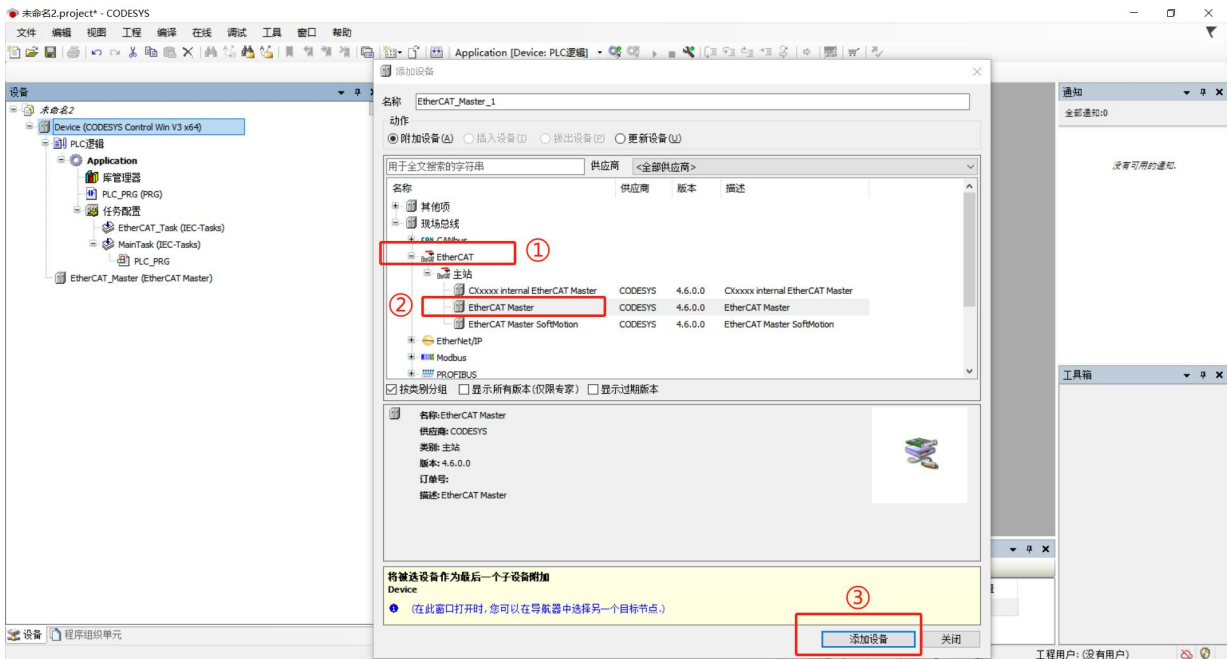 未命名2.project* - CODESYS
文件 编辑 视图 工程 编译 在线 调试 工具 窗口 帮助
Application [Device: PLC逻辑]
设备
未命名2
Device (CODESYS Control Win V3 x64)
PLC逻辑
Application
库管理器
PLC_PRG (PRG)
任务配置
EtherCAT_Task (IEC-Tasks)
MainTask (IEC-Tasks)
PLC_PRG
EtherCAT_Master (EtherCAT Master)
设备 程序组织单元
添加设备
名称 EtherCAT_Master_1
动作
附加设备(A) 插入设备(I) 拔出设备(P) 更新设备(U)
用于全文搜索的字符串 供应商 <全部供应商>
名称 供应商 版本 描述
其他项
现场总线
CANbus
EtherCAT ①
主站
CXxxxx internal EtherCAT Master CODESYS 4.6.0.0 CXxxxx internal EtherCAT Master
② EtherCAT Master CODESYS 4.6.0.0 EtherCAT Master
EtherCAT Master SoftMotion CODESYS 4.6.0.0 EtherCAT Master SoftMotion
EtherNet/IP
Modbus
PROFIBUS
按类别分组 显示所有版本(仅限专家) 显示过期版本
名称:EtherCAT Master
供应商: CODESYS
类别: 主站
版本: 4.6.0.0
订单号:
描述: EtherCAT Master
将被选设备作为最后一个子设备附加
Device
(在此窗口打开时,您可以在导航器中选择另一个目标节点.)
③
添加设备 关闭
通知
全部通知:0
没有可用的通知.
工具箱
工程用户: (没有用户)